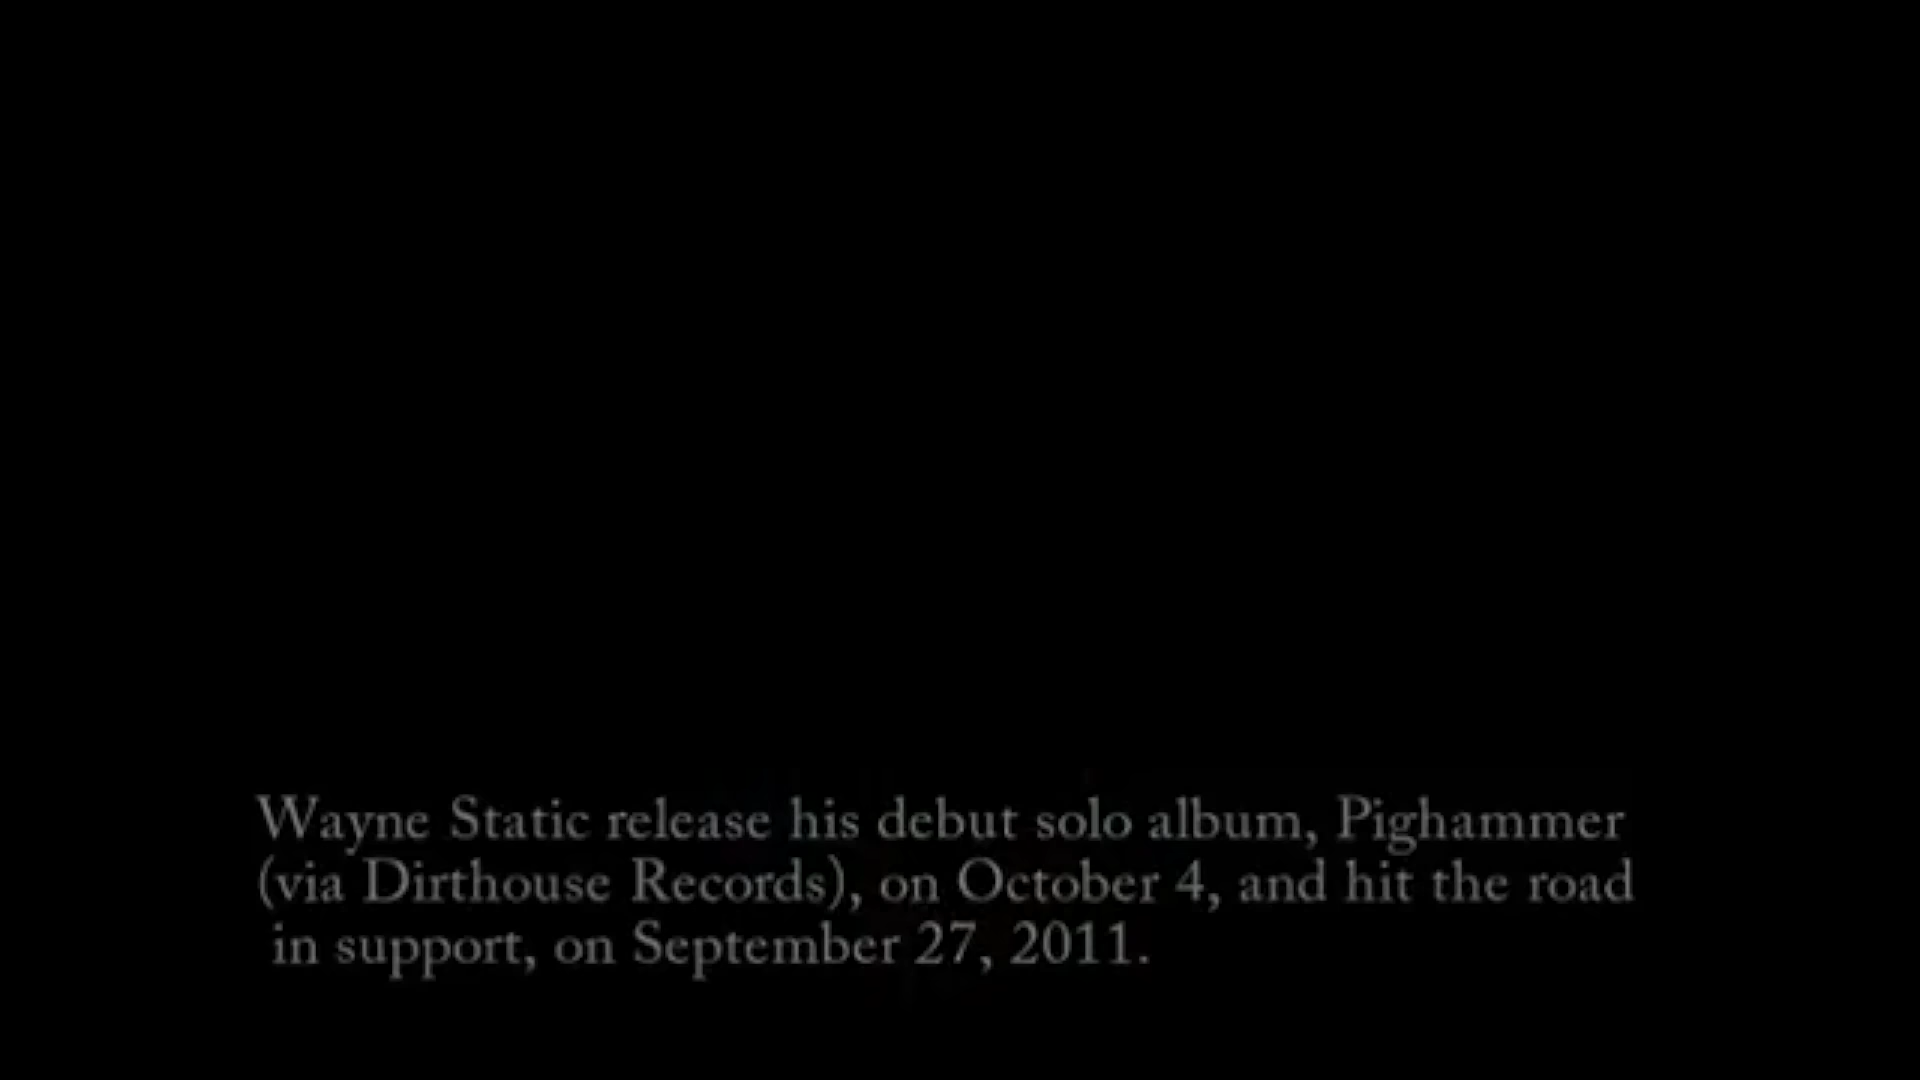 Wayne Static release his debut solo album, Pighammer
(via Dirthouse Records), on October 4, and hit the road
in support, on September 27, 2011.